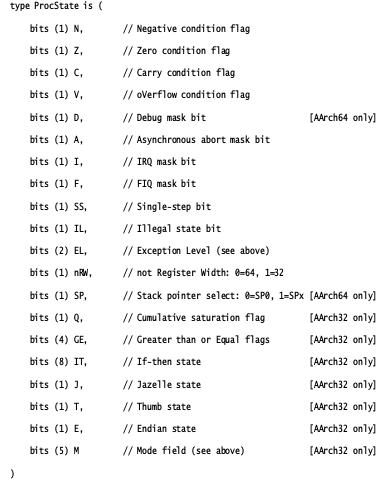 type ProcState is (
bits (1) N, // Negative condition flag
bits (1) Z, // Zero condition flag
bits (1) C, // Carry condition flag
bits (1) V, // oVerflow condition flag
bits (1) D, // Debug mask bit [AArch64 only]
bits (1) A, // Asynchronous abort mask bit
bits (1) I, // IRQ mask bit
bits (1) F, // FIQ mask bit
bits (1) SS, // Single-step bit
bits (1) IL, // Illegal state bit
bits (2) EL, // Exception Level (see above)
bits (1) nRW, // not Register Width: 0=64, 1=32
bits (1) SP, // Stack pointer select: 0=SP0, 1=SPx [AArch64 only]
bits (1) Q, // Cumulative saturation flag [AArch32 only]
bits (4) GE, // Greater than or Equal flags [AArch32 only]
bits (8) IT, // If-then state [AArch32 only]
bits (1) J, // Jazelle state [AArch32 only]
bits (1) T, // Thumb state [AArch32 only]
bits (1) E, // Endian state [AArch32 only]
bits (5) M // Mode field (see above) [AArch32 only]
)